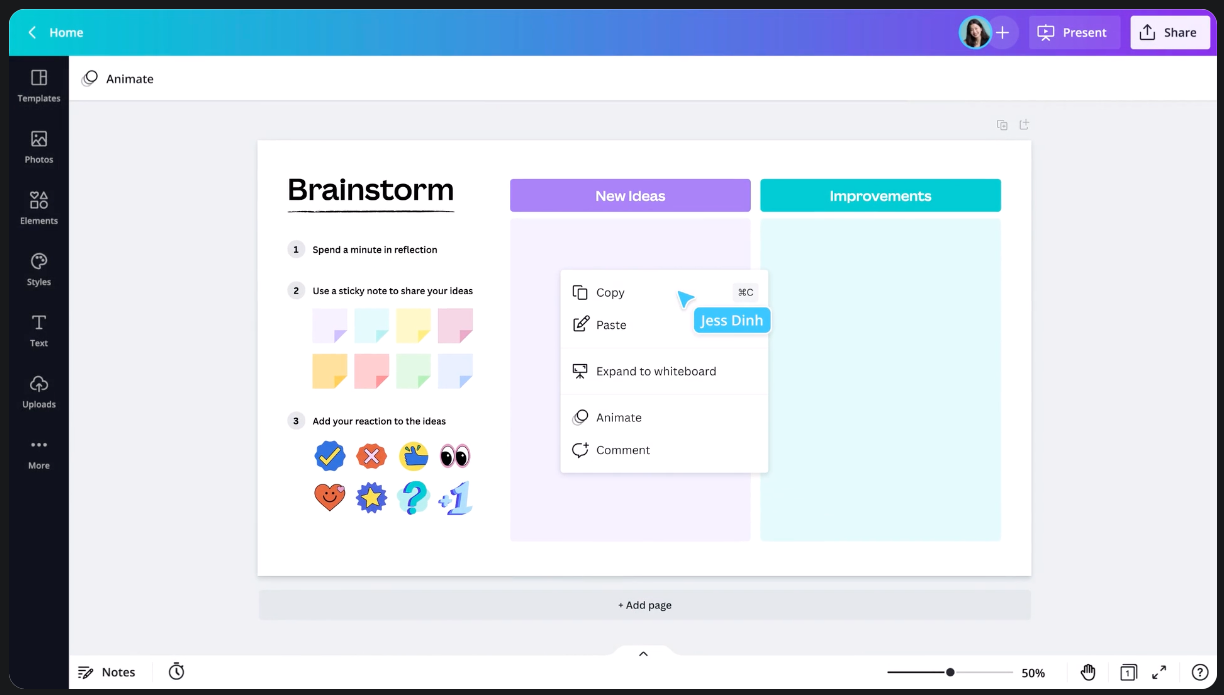 Home
Present
Share
Animate
Templates
Photos
Elements
Styles
Text
Uploads
More
Brainstorm
1 Spend a minute in reflection
2 Use a sticky note to share your ideas
3 Add your reaction to the ideas
?
+1
New Ideas
Improvements
Copy ⌘C
Jess Dinh
Paste
Expand to whiteboard
Animate
Comment
+ Add page
Notes
50%
1
?